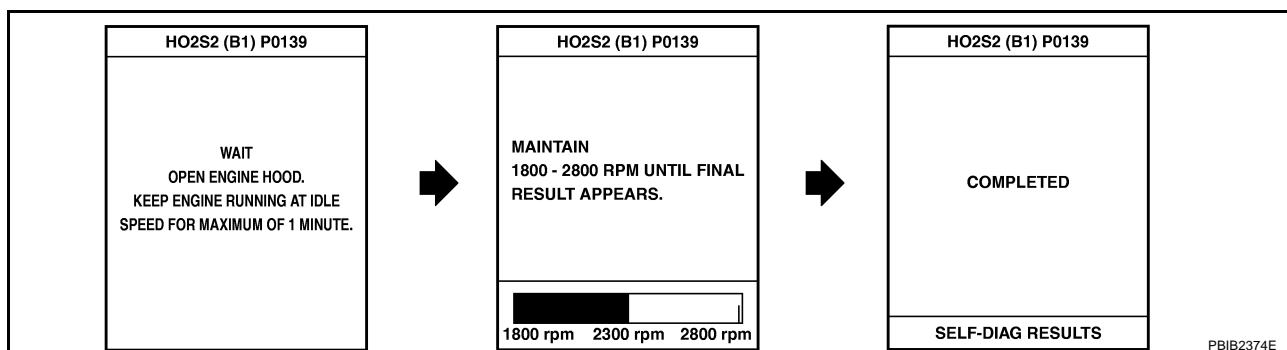 HO2S2 (B1) P0139
WAIT
OPEN ENGINE HOOD.
KEEP ENGINE RUNNING AT IDLE
SPEED FOR MAXIMUM OF 1 MINUTE.
HO2S2 (B1) P0139
MAINTAIN
1800 - 2800 RPM UNTIL FINAL
RESULT APPEARS.
1800 rpm 2300 rpm 2800 rpm
HO2S2 (B1) P0139
COMPLETED
SELF-DIAG RESULTS
PBIB2374E